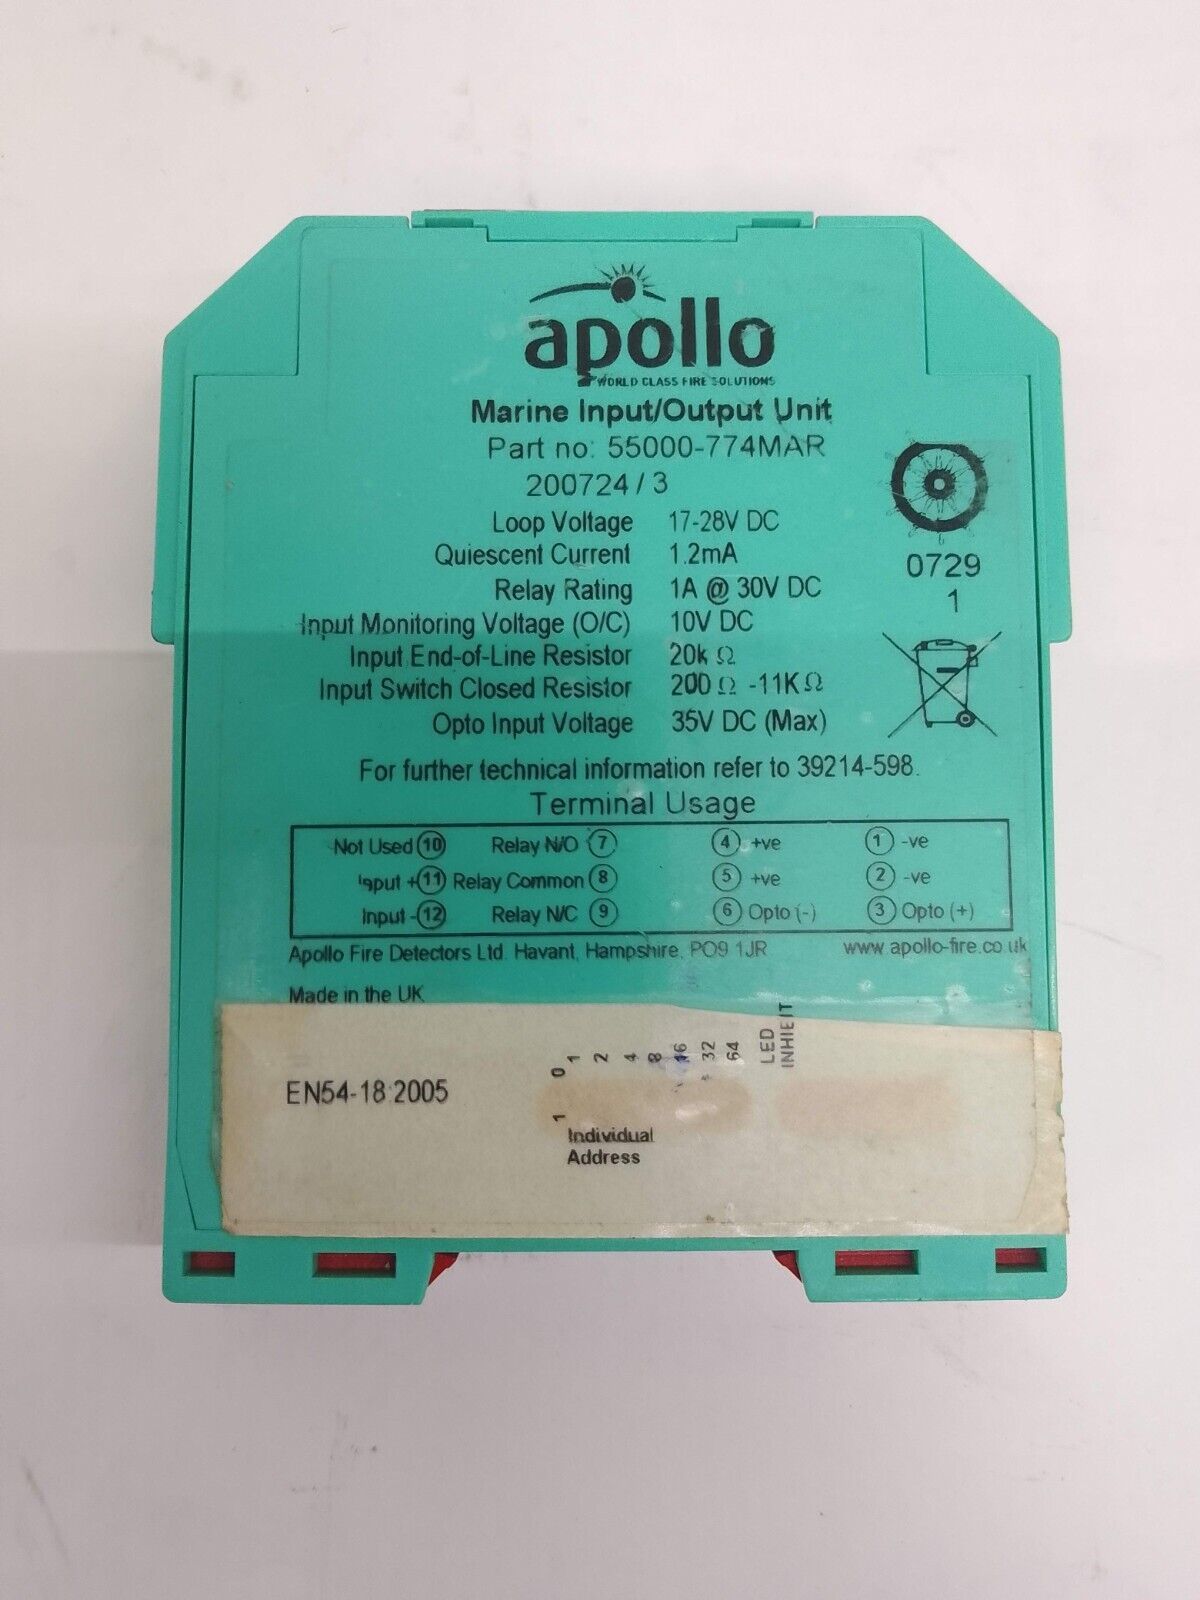 apollo
WORLD CLASS FIRE SOLUTIONS
Marine Input/Output Unit
Part no: 55000-774MAR
200724 / 3
Loop Voltage 17-28V DC
Quiescent Current 1.2mA
Relay Rating 1A @ 30V DC
Input Monitoring Voltage (O/C) 10V DC
Input End-of-Line Resistor 20k Ω
Input Switch Closed Resistor 200 Ω -11K Ω
Opto Input Voltage 35V DC (Max)
0729
1
For further technical information refer to 39214-598.
Terminal Usage
Not Used 10 Relay N/O 7 4 +ve 1 -ve
Input + 11 Relay Common 8 5 +ve 2 -ve
Input - 12 Relay N/C 9 6 Opto (-) 3 Opto (+)
Apollo Fire Detectors Ltd. Havant, Hampshire, PO9 1JR www.apollo-fire.co.uk
Made in the UK
EN54-18:2005
0 1 2 4 8 16 32 64 LED
INHIBIT
1
Individual
Address